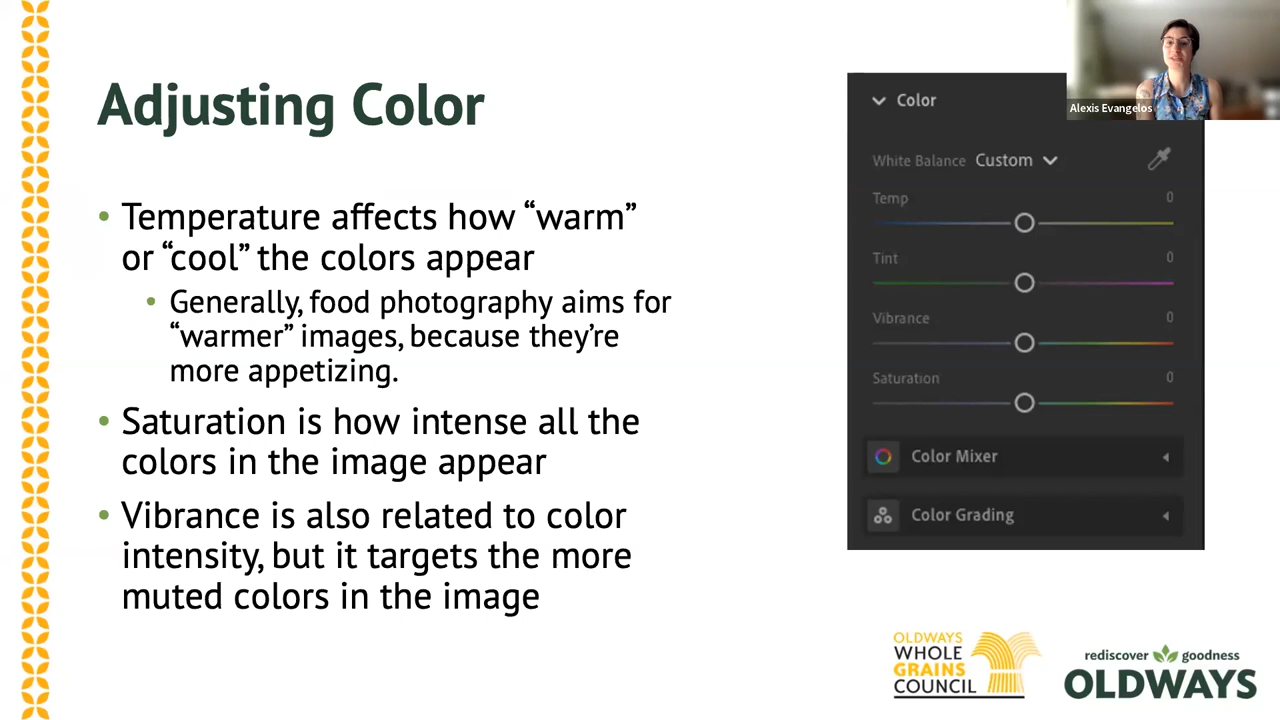 Adjusting Color
• Temperature affects how “warm”
or “cool” the colors appear
• Generally, food photography aims for
“warmer” images, because they’re
more appetizing.
• Saturation is how intense all the
colors in the image appear
• Vibrance is also related to color
intensity, but it targets the more
muted colors in the image
Color
White Balance Custom
Temp 0
Tint 0
Vibrance 0
Saturation 0
Color Mixer
Color Grading
Alexis Evangelos
OLDWAYS
WHOLE
GRAINS
COUNCIL
rediscover goodness
OLDWAYS